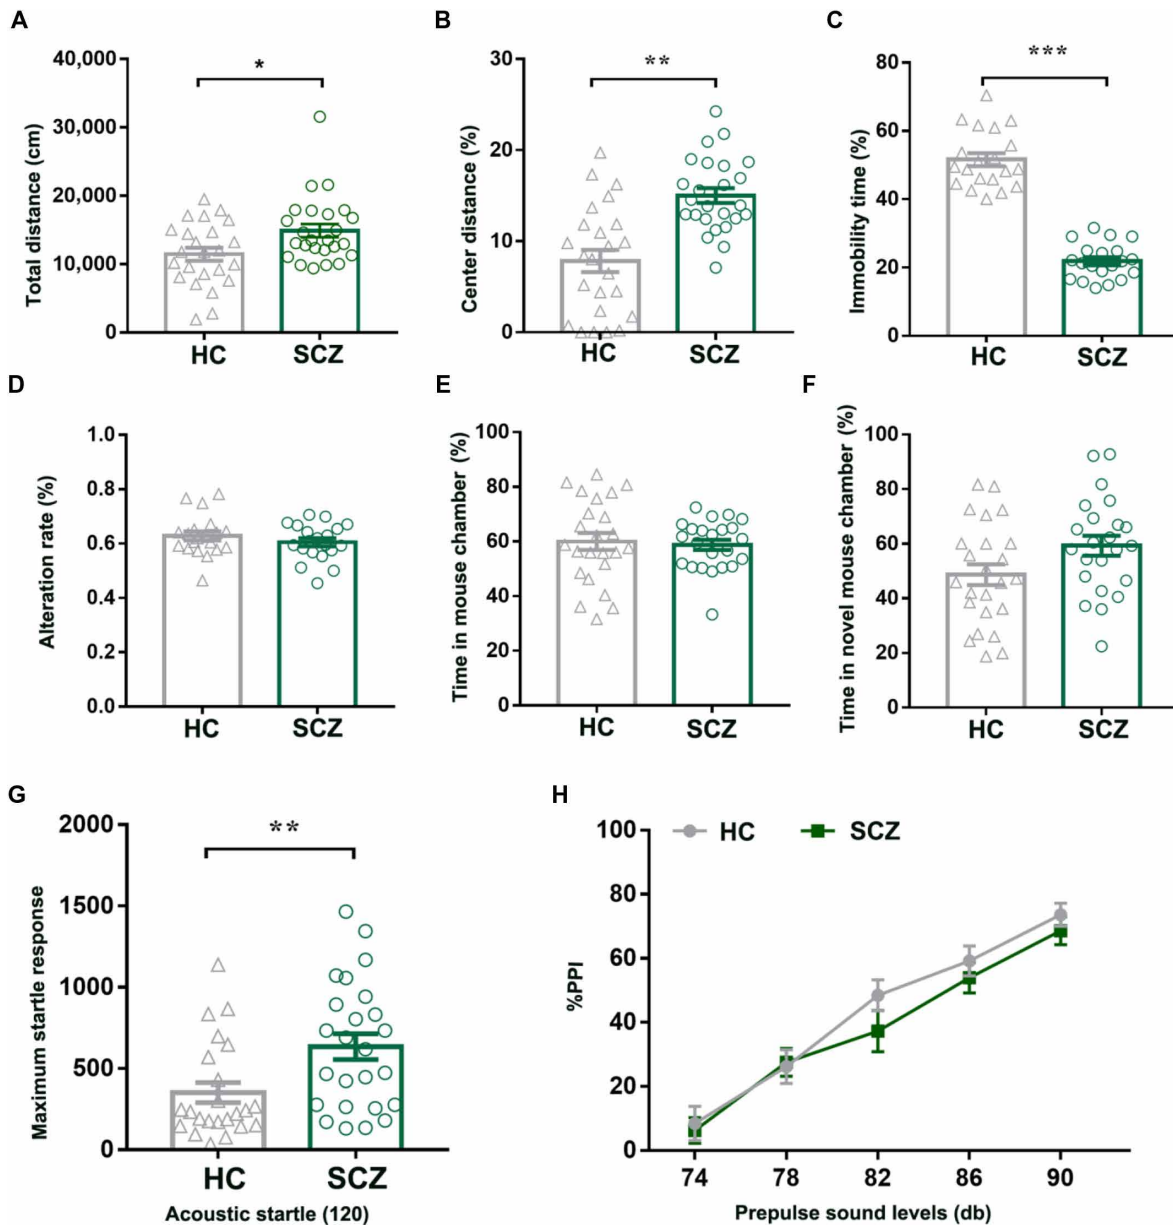 A
Total distance (cm)
40,000
30,000
20,000
10,000
0
*
HC
SCZ
B
Center distance (%)
30
20
10
0
**
HC
SCZ
C
Immobility time (%)
80
60
40
20
0
***
HC
SCZ
D
Alteration rate (%)
1.0
0.8
0.6
0.4
0.2
0.0
HC
SCZ
E
Time in mouse chamber (%)
100
80
60
40
20
0
HC
SCZ
F
Time in novel mouse chamber (%)
100
80
60
40
20
0
HC
SCZ
G
Maximum startle response
2000
1500
1000
500
0
**
HC
SCZ
Acoustic startle (120)
H
%PPI
100
80
60
40
20
0
HC
SCZ
74
78
82
86
90
Prepulse sound levels (db)